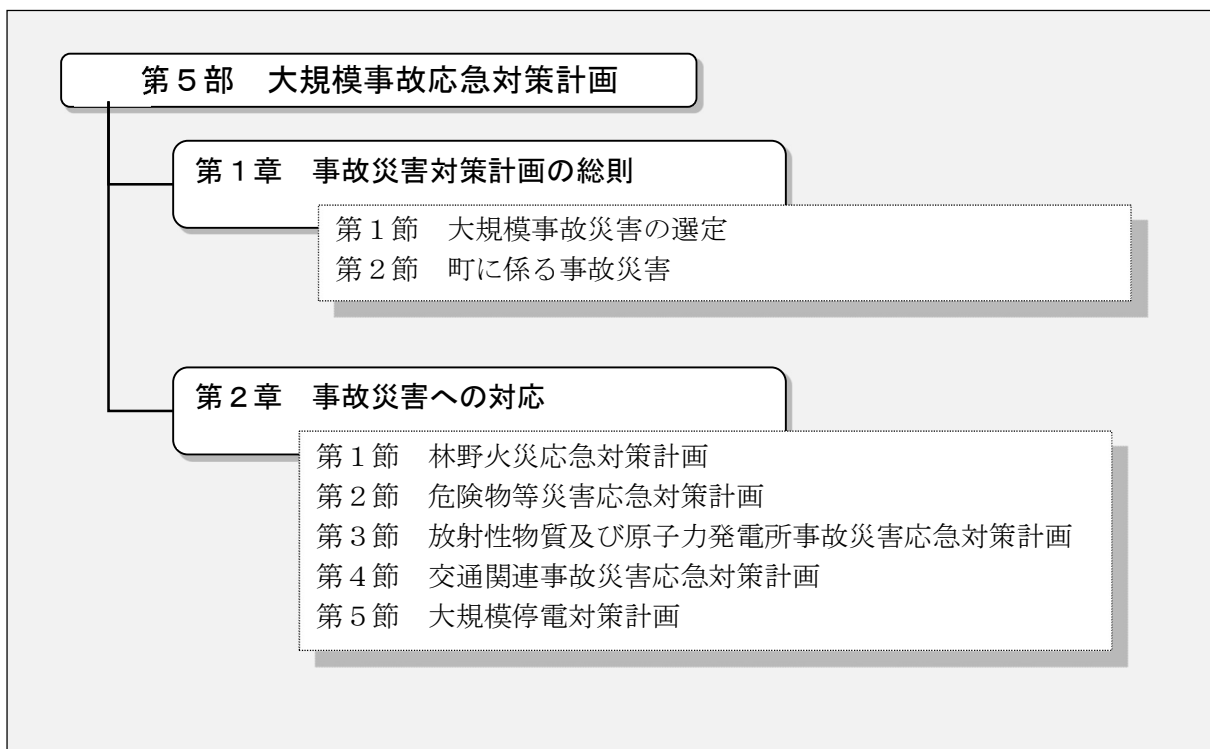 第５部　大規模事故応急対策計画
第１章　事故災害対策計画の総則
第１節　大規模事故災害の選定
第２節　町に係る事故災害
第２章　事故災害への対応
第１節　林野火災応急対策計画
第２節　危険物等災害応急対策計画
第３節　放射性物質及び原子力発電所事故災害応急対策計画
第４節　交通関連事故災害応急対策計画
第５節　大規模停電対策計画